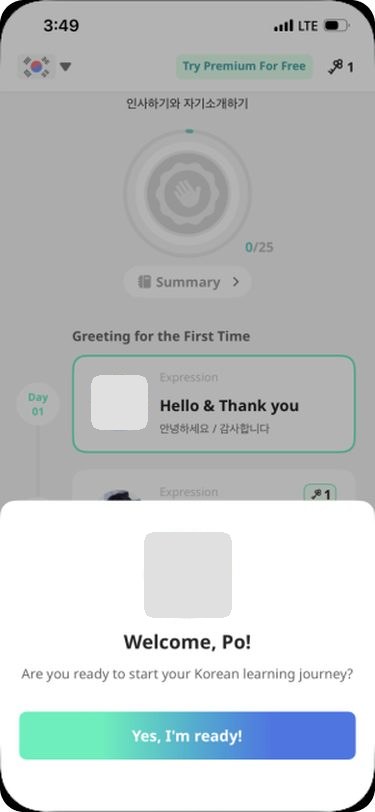 3:49
LTE
Try Premium For Free
1
인사하기와 자기소개하기
0/25
Summary
Greeting for the First Time
Day
01
Expression
Hello & Thank you
안녕하세요 / 감사합니다
Expression
1
Welcome, Po!
Are you ready to start your Korean learning journey?
Yes, I'm ready!